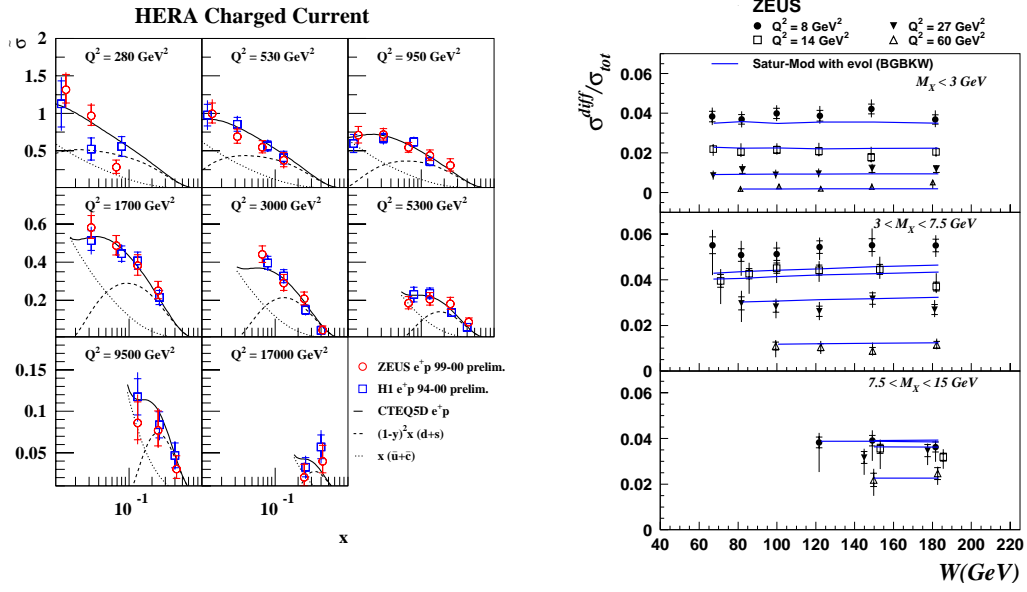 HERA Charged Current
σ̃
2
1.5
1
0.5
Q² = 280 GeV²
Q² = 530 GeV²
Q² = 950 GeV²
0.6
0.4
0.2
Q² = 1700 GeV²
Q² = 3000 GeV²
Q² = 5300 GeV²
0.15
0.1
0.05
Q² = 9500 GeV²
Q² = 17000 GeV²
ZEUS e⁺p 99-00 prelim.
H1 e⁺p 94-00 prelim.
CTEQ5D e⁺p
(1-y)²x (d+s)
x (ū+c̄)
10⁻¹
10⁻¹
x
ZEUS
Q² = 8 GeV²
Q² = 27 GeV²
Q² = 14 GeV²
Q² = 60 GeV²
Satur-Mod with evol (BGBKW)
σ^diff/σ_tot
M_X < 3 GeV
0.06
0.04
0.02
0
3 < M_X < 7.5 GeV
0.06
0.04
0.02
0
7.5 < M_X < 15 GeV
0.06
0.04
0.02
0
40 60 80 100 120 140 160 180 200 220
W(GeV)